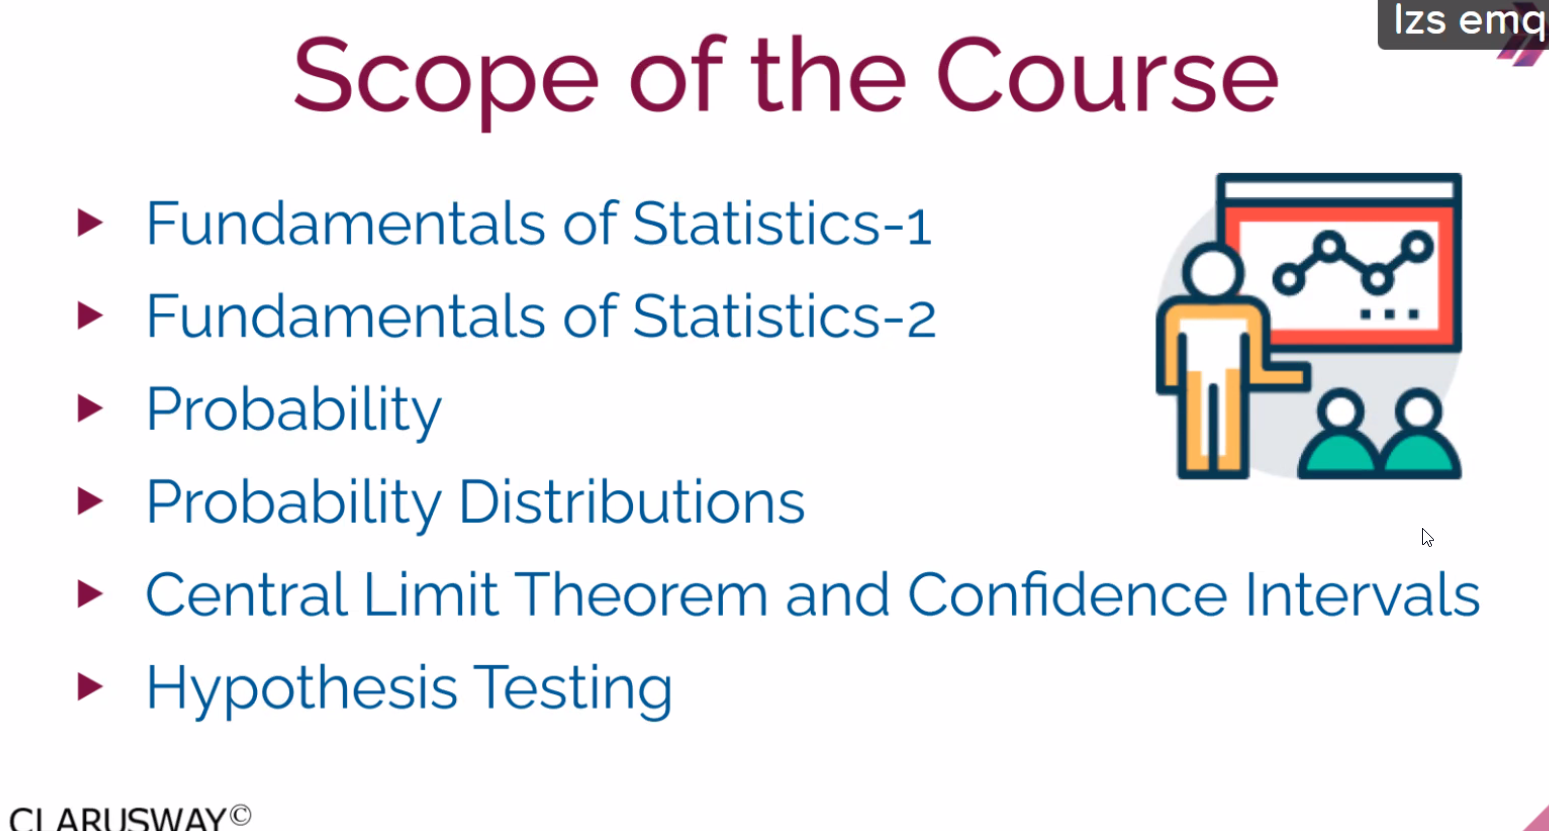 lzs emq
Scope of the Course
Fundamentals of Statistics-1
Fundamentals of Statistics-2
Probability
Probability Distributions
Central Limit Theorem and Confidence Intervals
Hypothesis Testing
CLARUSWAY©